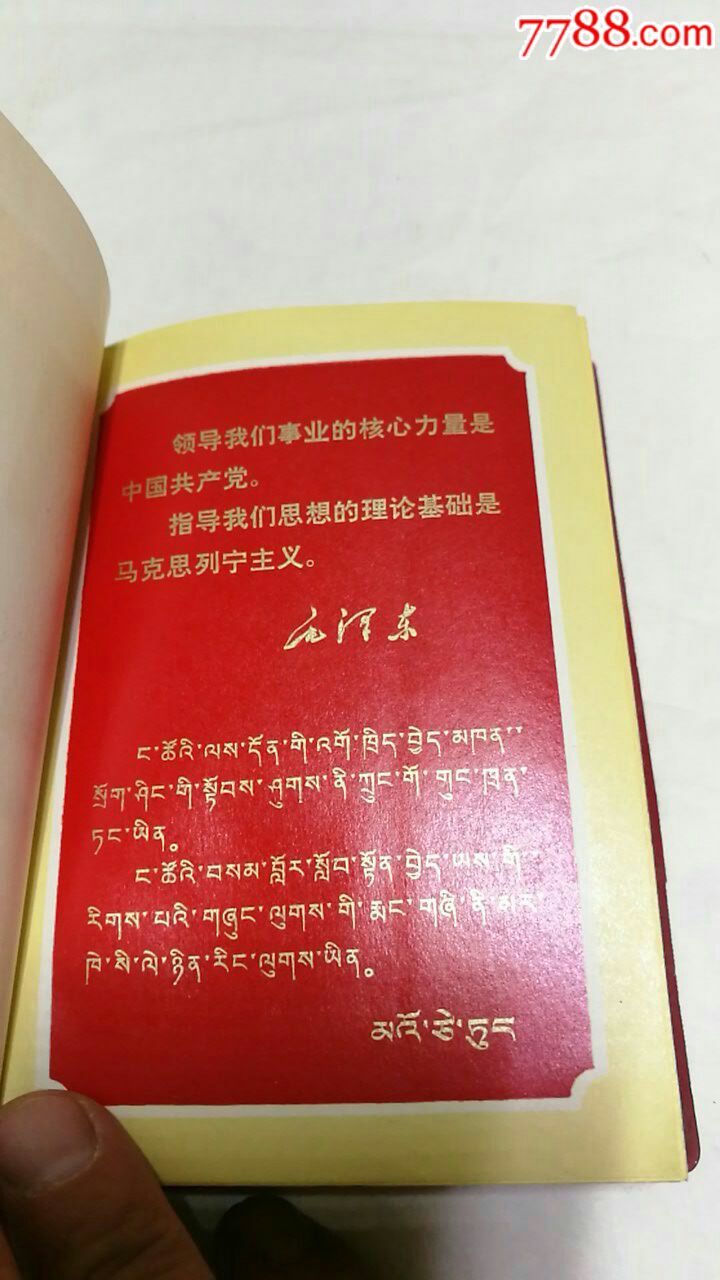 7788.com
领导我们事业的核心力量是
中国共产党。
指导我们思想的理论基础是
马克思列宁主义。
毛泽东
ང་ཚོའི་ལས་དོན་གི་འགོ་ཁྲིད་བྱེད་མཁན་་
སྲོག་ཤིང་གི་སྟོབས་ཤུགས་ནི་ཀྲུང་གོ་གུང་ཁྲན་
ཏང་ཡིན。
ང་ཚོའི་བསམ་བློར་སློབ་སྟོན་བྱེད་ཡས་གི་
རིགས་པའི་གཞུང་ལུགས་གི་རྨང་གཞི་ནི་མར་
ཁེ་སི་ལེ་ཉིན་རིང་ལུགས་ཡིན。
མའོ་ཙེ་ཏུང